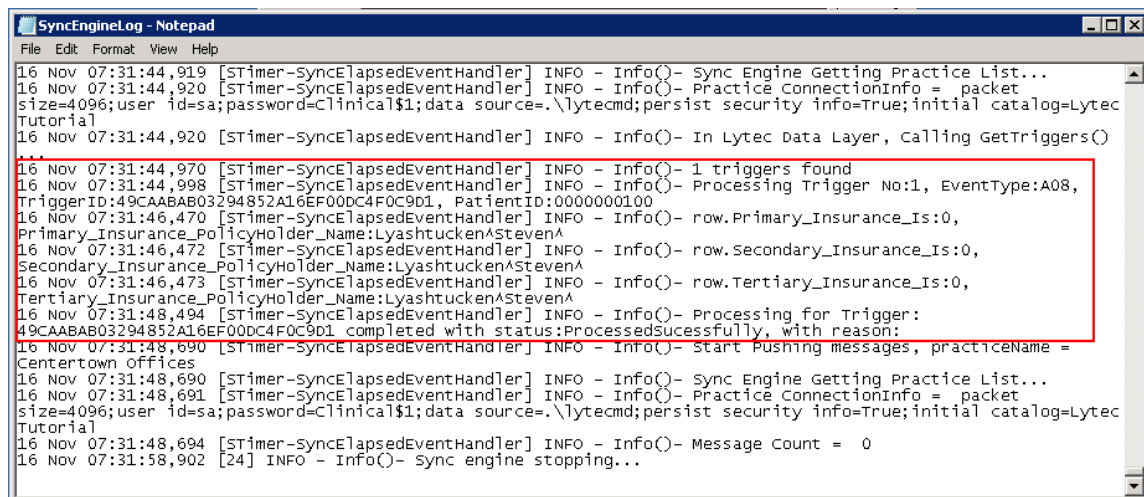 SyncEngineLog - Notepad
File Edit Format View Help
16 Nov 07:31:44,919 [STimer-SyncElapsedEventHandler] INFO - Info()- Sync Engine Getting Practice List...
16 Nov 07:31:44,920 [STimer-SyncElapsedEventHandler] INFO - Info()- Practice ConnectionInfo = packet
size=4096;user id=sa;password=Clinical$1;data source=.\lytecmd;persist security info=True;initial catalog=Lytec
Tutorial
16 Nov 07:31:44,920 [STimer-SyncElapsedEventHandler] INFO - Info()- In Lytec Data Layer, Calling GetTriggers()
...
16 Nov 07:31:44,970 [STimer-SyncElapsedEventHandler] INFO - Info()- 1 triggers found
16 Nov 07:31:44,998 [STimer-SyncElapsedEventHandler] INFO - Info()- Processing Trigger No:1, EventType:A08,
TriggerID:49CAABAB03294852A16EF00DC4F0C9D1, PatientID:0000000100
16 Nov 07:31:46,470 [STimer-SyncElapsedEventHandler] INFO - Info()- row.Primary_Insurance_Is:0,
Primary_Insurance_PolicyHolder_Name:Lyashtucken^Steven^
16 Nov 07:31:46,472 [STimer-SyncElapsedEventHandler] INFO - Info()- row.Secondary_Insurance_Is:0,
Secondary_Insurance_PolicyHolder_Name:Lyashtucken^Steven^
16 Nov 07:31:46,473 [STimer-SyncElapsedEventHandler] INFO - Info()- row.Tertiary_Insurance_Is:0,
Tertiary_Insurance_PolicyHolder_Name:Lyashtucken^Steven^
16 Nov 07:31:48,494 [STimer-SyncElapsedEventHandler] INFO - Info()- Processing for Trigger:
49CAABAB03294852A16EF00DC4F0C9D1 completed with status:ProcessedSucessfully, with reason:
16 Nov 07:31:48,690 [STimer-SyncElapsedEventHandler] INFO - Info()- Start Pushing messages, practiceName =
Centertown Offices
16 Nov 07:31:48,690 [STimer-SyncElapsedEventHandler] INFO - Info()- Sync Engine Getting Practice List...
16 Nov 07:31:48,691 [STimer-SyncElapsedEventHandler] INFO - Info()- Practice ConnectionInfo = packet
size=4096;user id=sa;password=Clinical$1;data source=.\lytecmd;persist security info=True;initial catalog=Lytec
Tutorial
16 Nov 07:31:48,694 [STimer-SyncElapsedEventHandler] INFO - Info()- Message Count = 0
16 Nov 07:31:58,902 [24] INFO - Info()- Sync engine stopping...